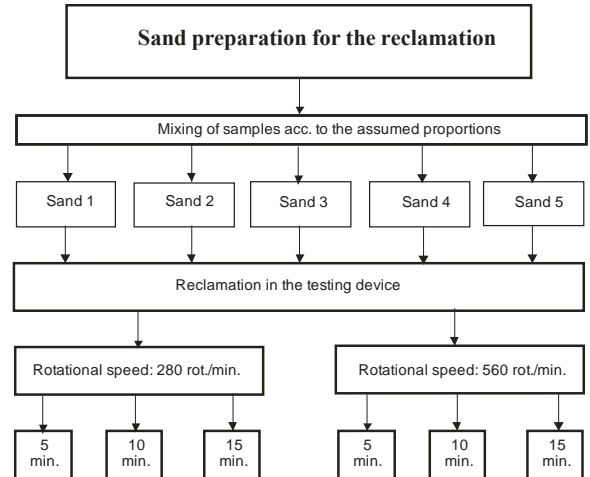 Sand preparation for the reclamation
Mixing of samples acc. to the assumed proportions
Sand 1
Sand 2
Sand 3
Sand 4
Sand 5
Reclamation in the testing device
Rotational speed: 280 rot./min.
Rotational speed: 560 rot./min.
5
min.
10
min.
15
min.
5
min.
10
min.
15
min.